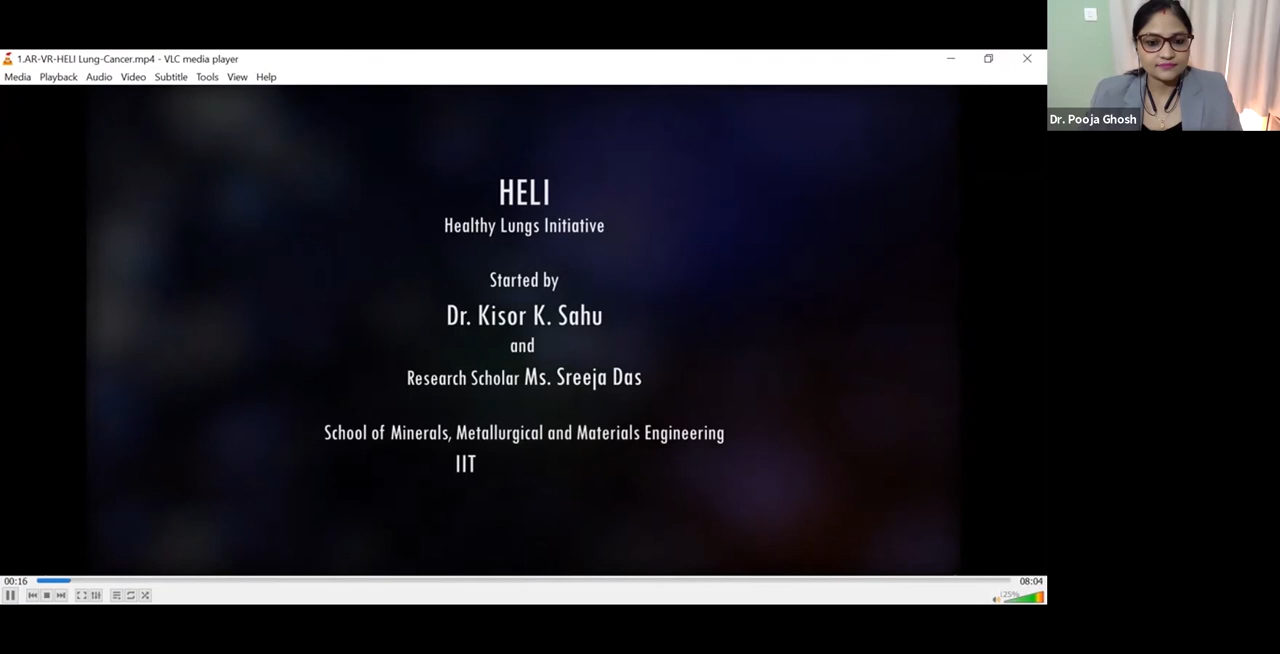 1.AR-VR-HELI Lung-Cancer.mp4 - VLC media player
Media Playback Audio Video Subtitle Tools View Help
HELI
Healthy Lungs Initiative
Started by
Dr. Kisor K. Sahu
and
Research Scholar Ms. Sreeja Das
School of Minerals, Metallurgical and Materials Engineering
IIT
00:16
08:04
125%
Dr. Pooja Ghosh